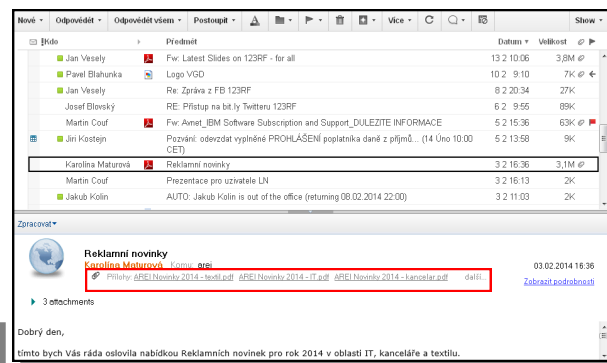 Nové Odpovědět Odpovědět všem Postoupit Více Show
!Kdo Předmět Datum Velikost
Jan Vesely Fw: Latest Slides on 123RF - for all 13 2 10:06 3,8M
Pavel Blahunka Logo VGD 10 2 9:10 7K
Jan Vesely Re: Zpráva z FB 123RF 8 2 20:34 27K
Josef Blovský RE: Přístup na bit.ly Twitteru 123RF 6 2 9:55 89K
Martin Couf Fw: Avnet_IBM Software Subscription and Support_DULEZITE INFORMACE 5 2 15:36 63K
Jiri Kostejn Pozvání: odevzdat vyplněné PROHLÁŠENÍ poplatníka daně z příjmů... (14 Úno 10:00 CET) 5 2 13:58 9K
Karolína Maturová Reklamní novinky 3 2 16:36 3,1M
Martin Couf Prezentace pro uzivatele LN 3 2 16:13 2K
Jakub Kolin AUTO: Jakub Kolin is out of the office (returning 08.02.2014 22:00) 3 2 11:03 2K
Zpracovat
Reklamní novinky
Karolína Maturová Komu: arei 03.02.2014 16:36
Přílohy: AREI Novinky 2014 - textil.pdf AREI Novinky 2014 - IT.pdf AREI Novinky 2014 - kancelar.pdf další...
Zobrazit podrobnosti
3 attachments
Dobrý den,
tímto bych Vás ráda oslovila nabídkou Reklamních novinek pro rok 2014 v oblasti IT, kanceláře a textilu.